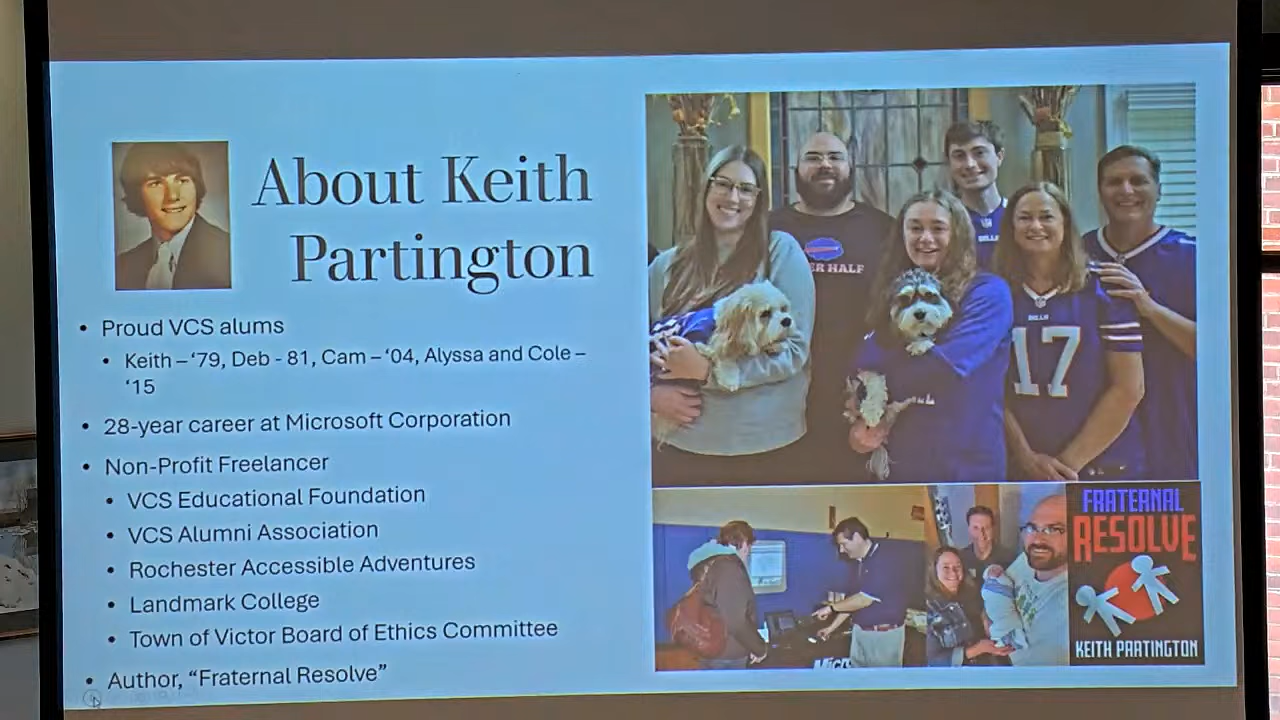 About Keith
Partington
• Proud VCS alums
• Keith – ‘79, Deb - 81, Cam – ‘04, Alyssa and Cole –
‘15
• 28-year career at Microsoft Corporation
• Non-Profit Freelancer
• VCS Educational Foundation
• VCS Alumni Association
• Rochester Accessible Adventures
• Landmark College
• Town of Victor Board of Ethics Committee
• Author, “Fraternal Resolve”
HALF
BILLS
BILLS
17
FRATERNAL
RESOLVE
KEITH PARTINGTON